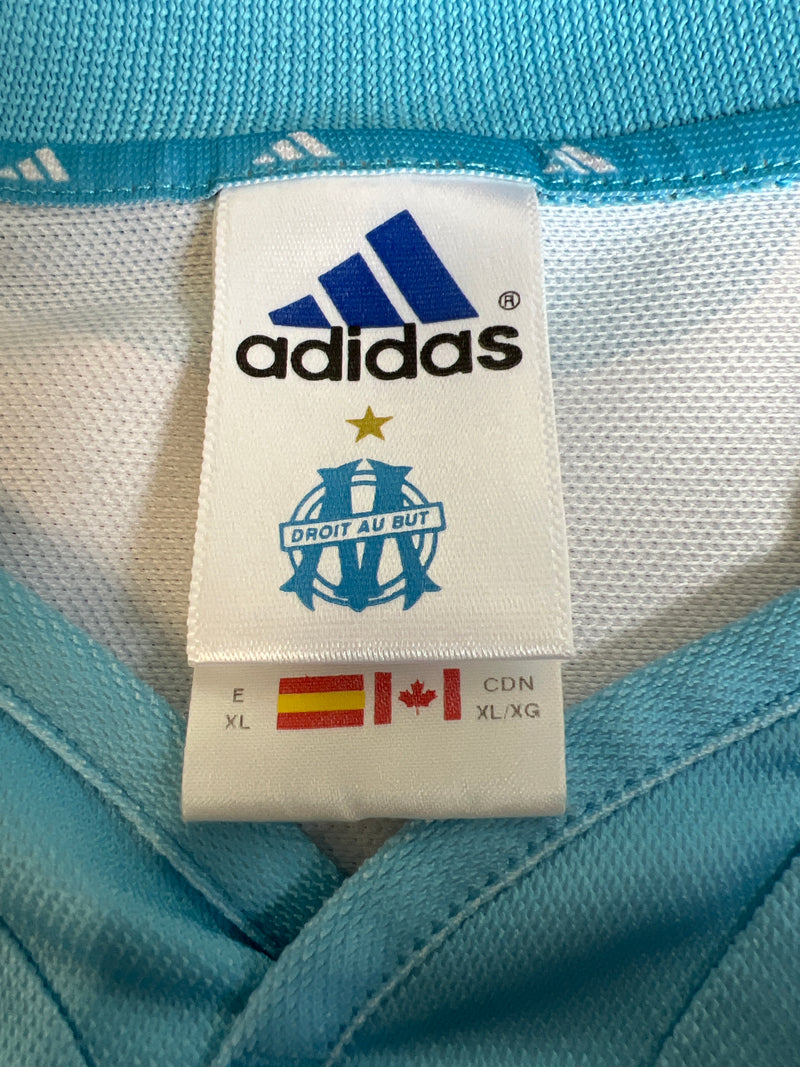 adidas®
DROIT AU BUT
E CDN
XL XL/XG